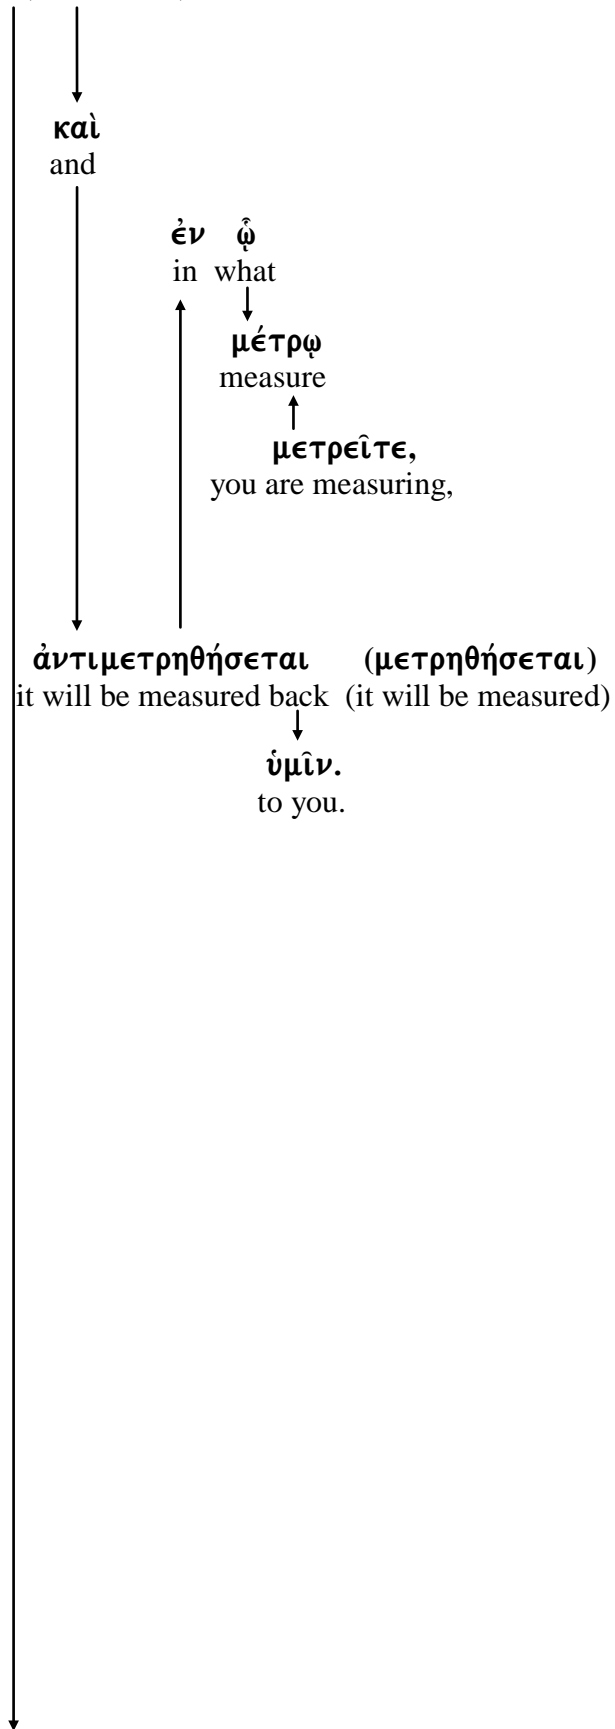 καὶ
and
ἐν ᾧ
in what
μέτρῳ
measure
μετρεῖτε,
you are measuring,
ἀντιμετρηθήσεται (μετρηθήσεται)
it will be measured back (it will be measured)
ὑμῖν.
to you.